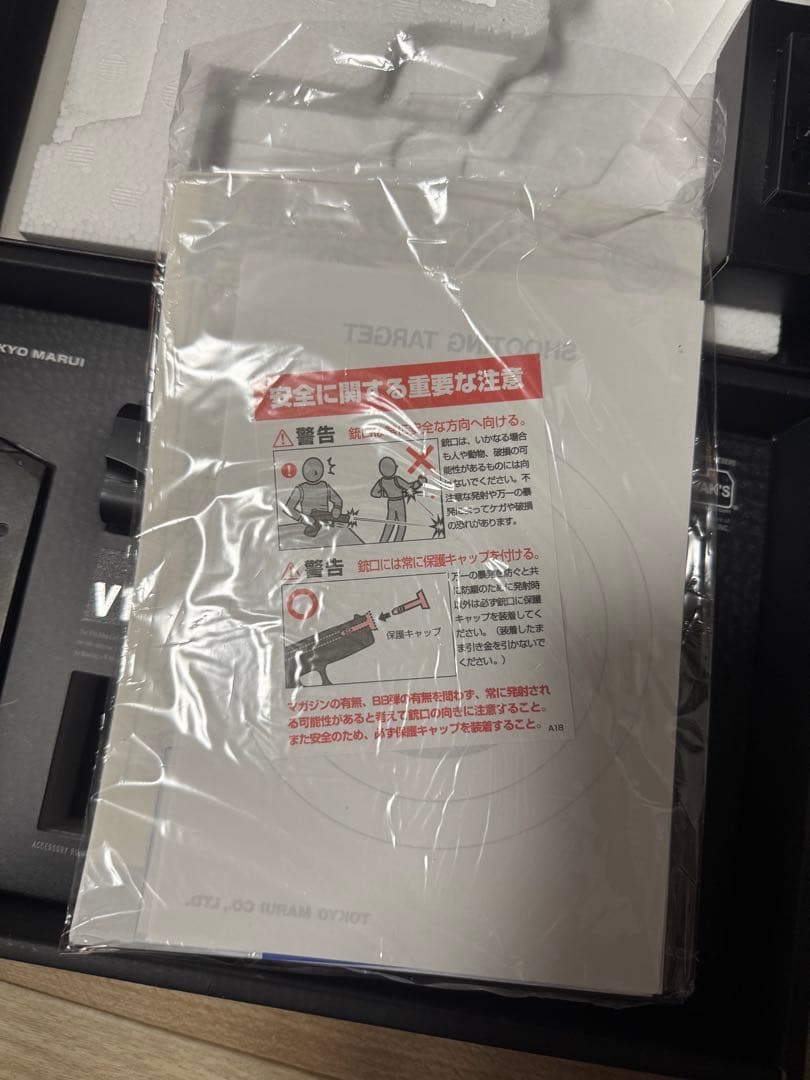 SHOOTING TARGET
KYO MARUI
安全に関する重要な注意
警告 銃口は常に安全な方向へ向ける。
銃口は、いかなる場合
も人や動物、破損の可
能性があるものには向
けないでください。不
注意な発射や万一の暴
発によってケガや破損
の恐れがあります。
AK'S
警告 銃口には常に保護キャップを付ける。
万一の暴発を防ぐと共
に防塵のために発射時
以外は必ず銃口に保護
キャップを装着してく
ださい。(装着したま
ま引き金を引かないで
ください。)
保護キャップ
マガジンの有無、BB弾の有無を問わず、常に発射され
る可能性があると考えて銃口の向きに注意すること。
また安全のため、必ず保護キャップを装着すること。
A18
ACCESSORY
TOKYO MARUI CO., LTD.